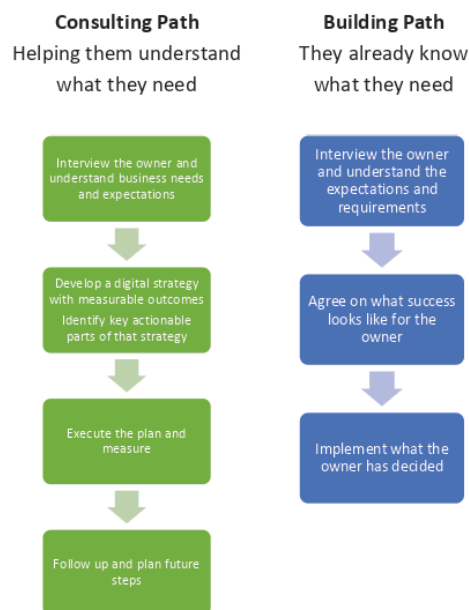 Consulting Path
Helping them understand
what they need
Interview the owner and
understand business needs
and expectations
Develop a digital strategy
with measurable outcomes
Identify key actionable
parts of that strategy
Execute the plan and
measure
Follow up and plan future
steps
Building Path
They already know
what they need
Interview the owner
and understand the
expectations and
requirements
Agree on what success
looks like for the
owner
Implement what the
owner has decided